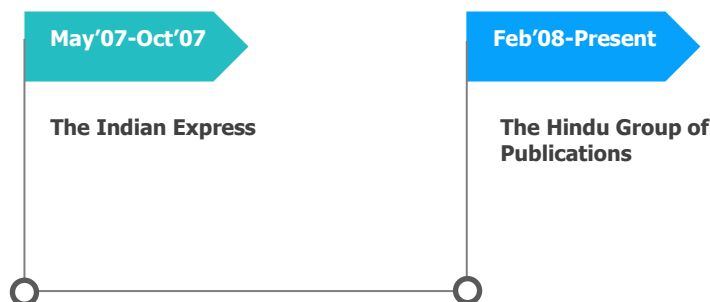 May’07-Oct’07
The Indian Express
Feb’08-Present
The Hindu Group of
Publications